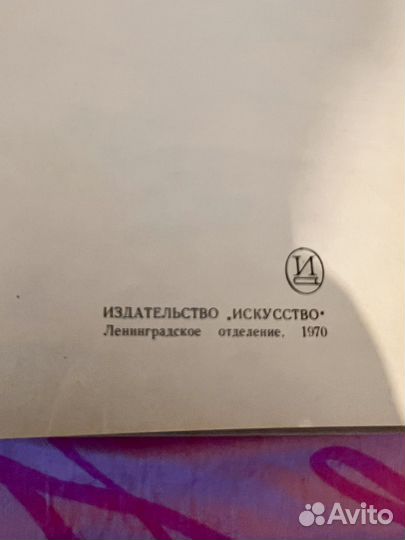 И
ИЗДАТЕЛЬСТВО „ИСКУССТВО"
Ленинградское отделение, 1970
Avito